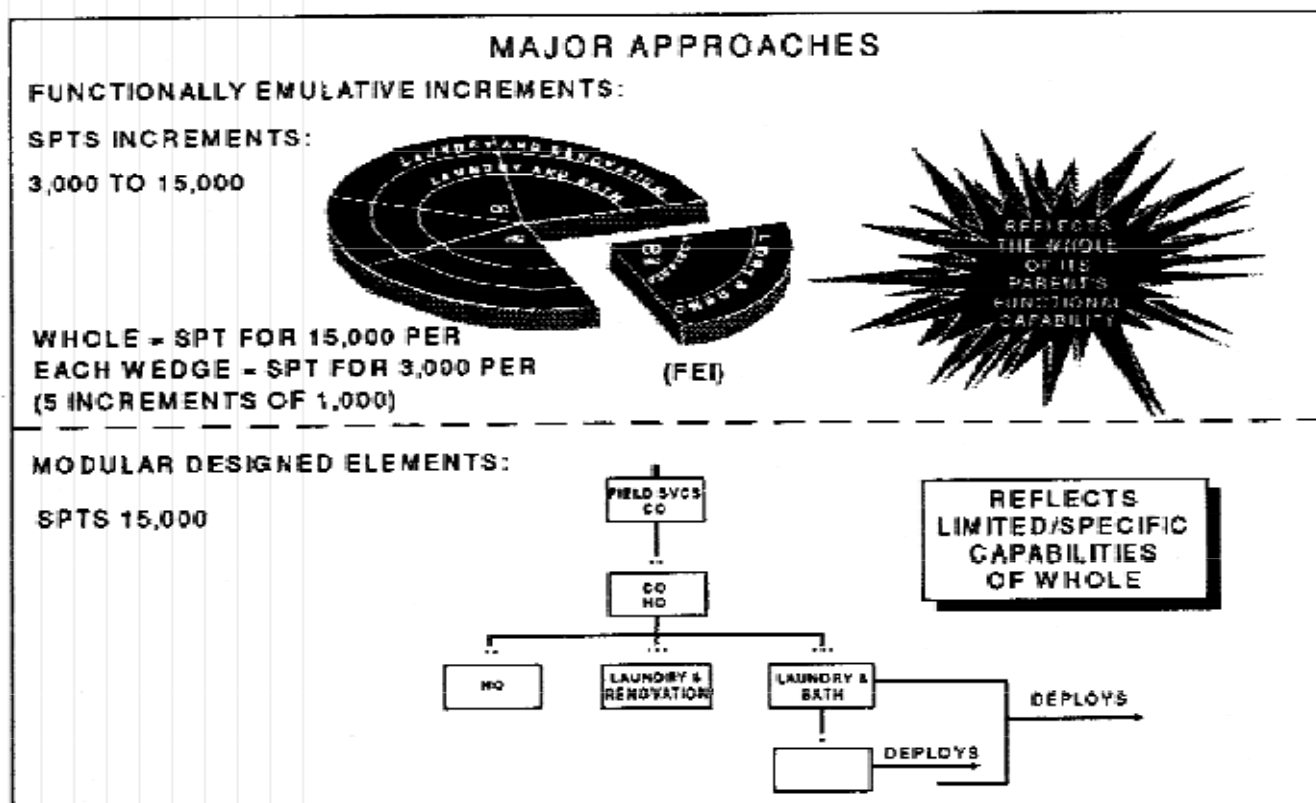 MAJOR APPROACHES
FUNCTIONALLY EMULATIVE INCREMENTS:
SPTS INCREMENTS:
3,000 TO 15,000
LAUNDRY AND RENOVATION
LAUNDRY AND BATH
REFLECTS
THE WHOLE
OF ITS
PARENT'S
FUNCTIONAL
CAPABILITY
WHOLE = SPT FOR 15,000 PER
EACH WEDGE = SPT FOR 3,000 PER
(5 INCREMENTS OF 1,000)
(FEI)
MODULAR DESIGNED ELEMENTS:
SPTS 15,000
FIELD SVCS
CO
CO
HQ
HQ
LAUNDRY &
RENOVATION
LAUNDRY &
BATH
DEPLOYS
DEPLOYS
REFLECTS
LIMITED/SPECIFIC
CAPABILITIES
OF WHOLE